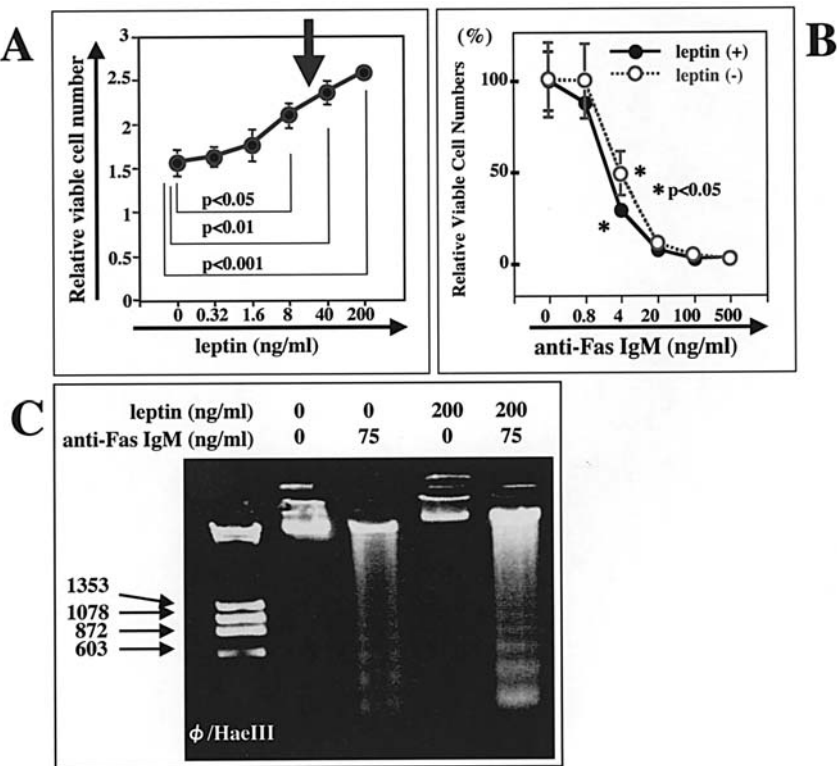 A
Relative viable cell number
3
2.5
2
1.5
1
0.5
0
p<0.05
p<0.01
p<0.001
0 0.32 1.6 8 40 200
leptin (ng/ml)
B
(%)
Relative Viable Cell Numbers
100
50
0
leptin (+)
leptin (-)
*
* p<0.05
*
0 0.8 4 20 100 500
anti-Fas IgM (ng/ml)
C
leptin (ng/ml) 0 0 200 200
anti-Fas IgM (ng/ml) 0 75 0 75
1353
1078
872
603
ϕ/HaeIII